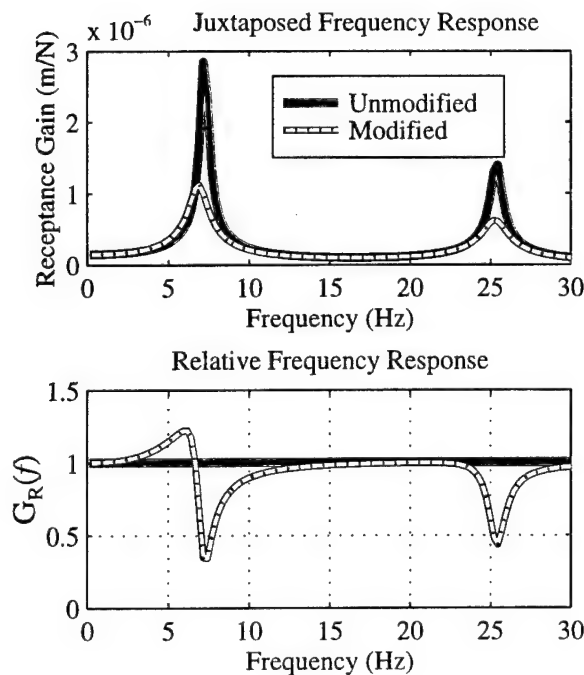 x 10⁻⁶ Juxtaposed Frequency Response
Receptance Gain (m/N)
3
2
1
0
Unmodified
Modified
0 5 10 15 20 25 30
Frequency (Hz)
Relative Frequency Response
G_R(f)
1.5
1
0.5
0
0 5 10 15 20 25 30
Frequency (Hz)